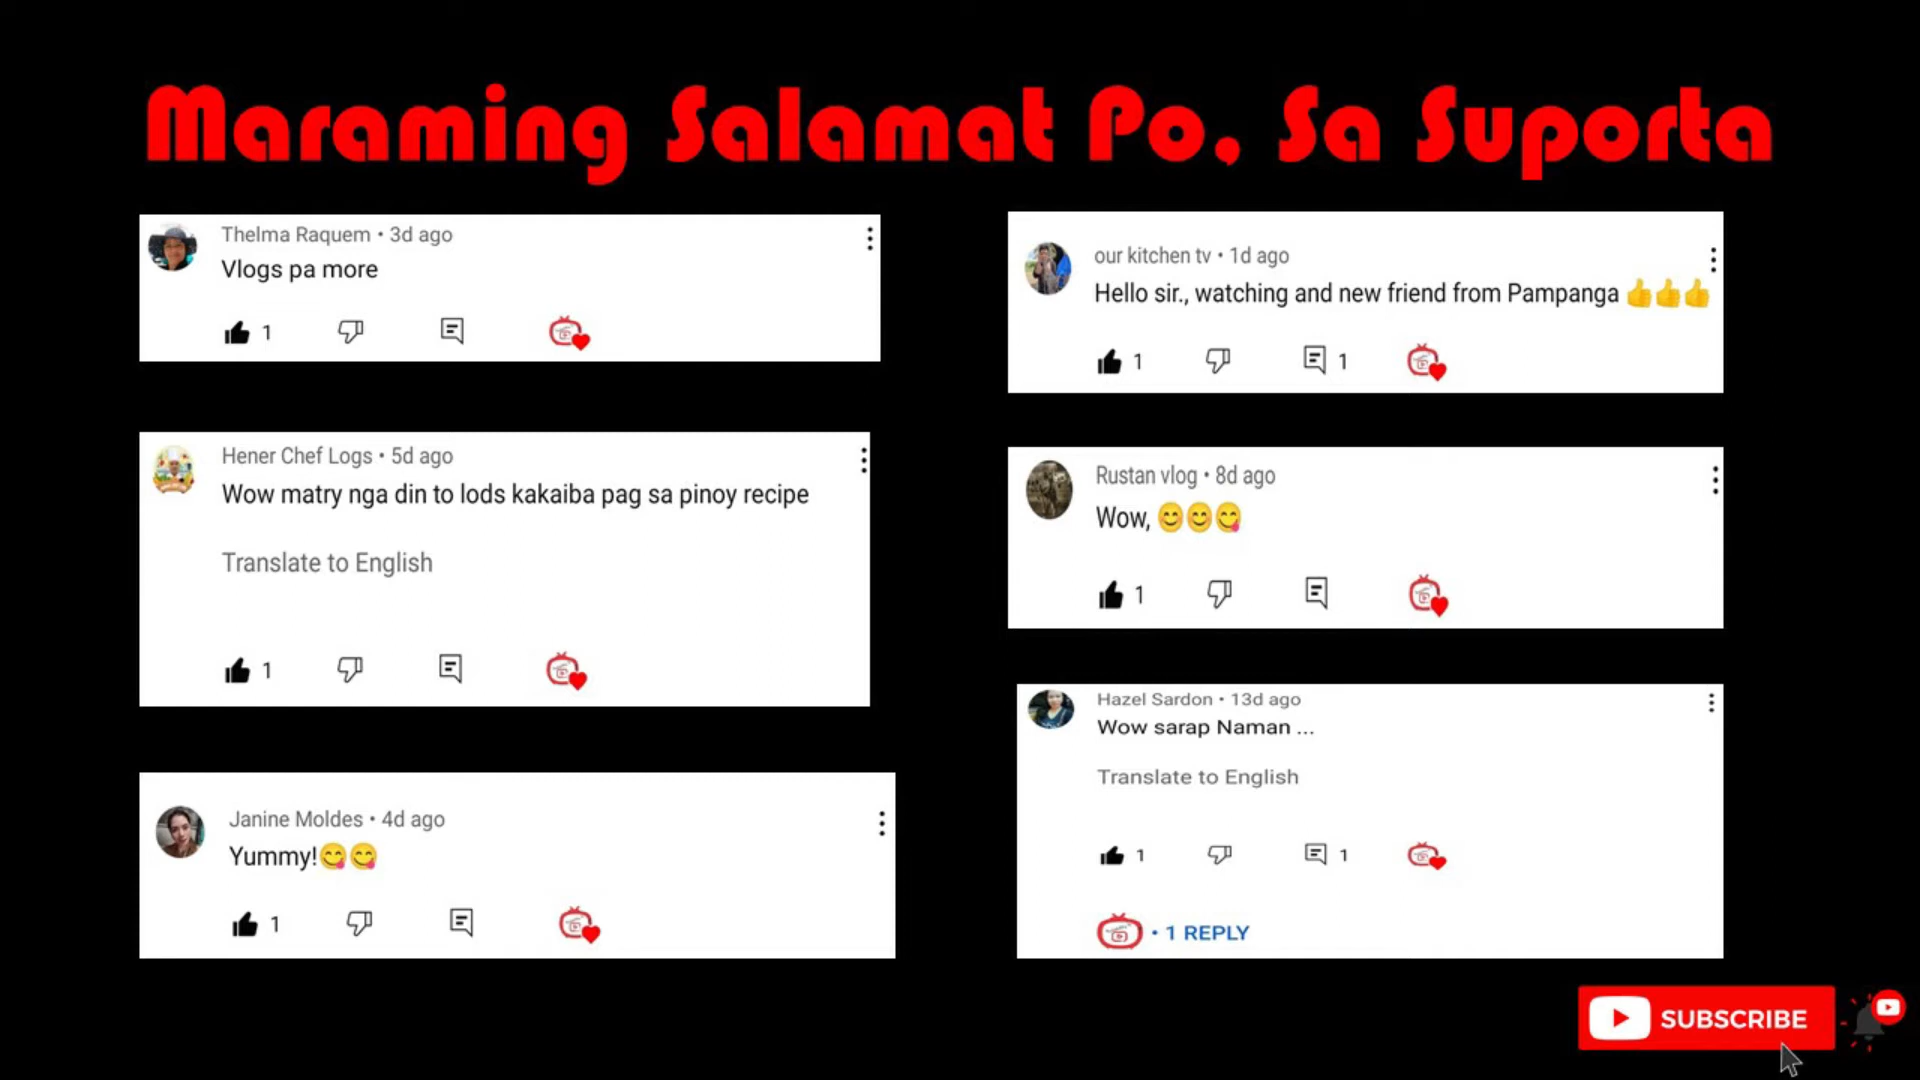 Maraming Salamat Po, Sa Suporta
Thelma Raquem • 3d ago
Vlogs pa more
1
Hener Chef Logs • 5d ago
Wow matry nga din to lods kakaiba pag sa pinoy recipe
Translate to English
1
Janine Moldes • 4d ago
Yummy!😋😋
1
our kitchen tv • 1d ago
Hello sir., watching and new friend from Pampanga 👍👍👍
1 1
Rustan vlog • 8d ago
Wow, 😊😊😋
1
Hazel Sardon • 13d ago
Wow sarap Naman ...
Translate to English
1 1
• 1 REPLY
SUBSCRIBE